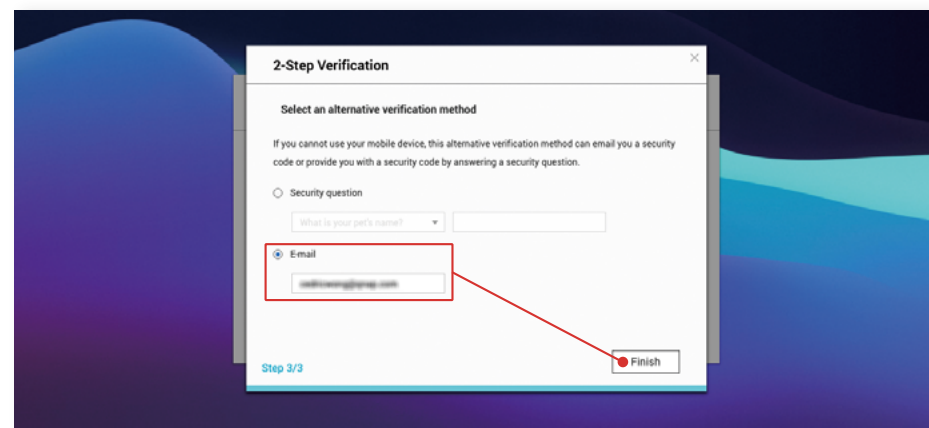 2-Step Verification
Select an alternative verification method
If you cannot use your mobile device, this alternative verification method can email you a security
code or provide you with a security code by answering a security question.
Security question
What is your pet's name?
E-mail
Step 3/3
Finish